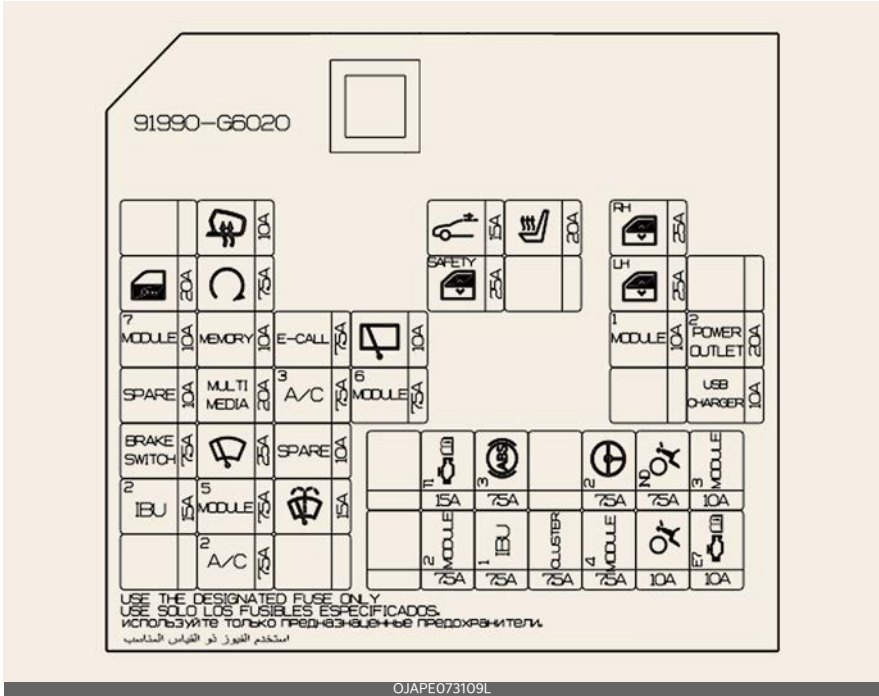 91990-G6020
10A 15A 20A RH 25A
20A 7.5A SAFETY 25A LH 25A
7 MODULE 10A MEMORY 10A E-CALL 7.5A 10A 1 MODULE 10A 2 POWER OUTLET 20A
SPARE 10A MULTI MEDIA 20A 3 A/C 7.5A 6 MODULE 7.5A USB CHARGER 10A
BRAKE SWITCH 7.5A 25A SPARE 10A
T1 15A 3 ABS 7.5A 2 7.5A IND 7.5A 3 MODULE 10A
2 IBU 15A 5 MODULE 7.5A 15A
2 A/C 7.5A
2 MODULE 7.5A 1 IBU 7.5A CLUSTER 7.5A 4 MODULE 7.5A 10A E7 10A
USE THE DESIGNATED FUSE ONLY
USE SOLO LOS FUSIBLES ESPECIFICADOS.
ИСПОЛЬЗУЙТЕ ТОЛЬКО ПРЕДНАЗНАЦЕННЫЕ ПРЕДОХРАНИТЕЛИ.
استخدم الفيوز ذو القياس المناسب
OJAPE073109L